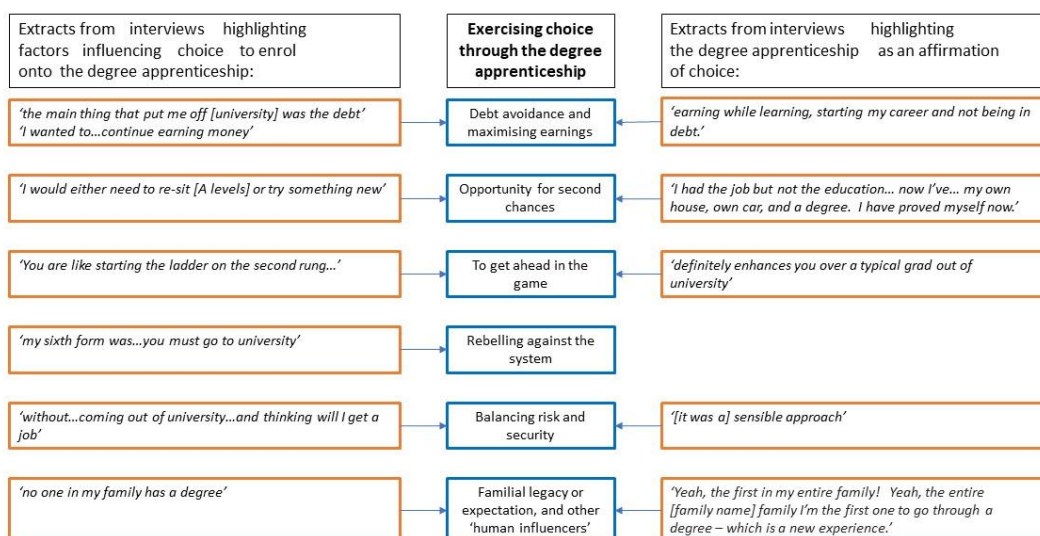 Extracts from interviews highlighting
factors influencing choice to enrol
onto the degree apprenticeship:
Exercising choice
through the degree
apprenticeship
Extracts from interviews highlighting
the degree apprenticeship as an affirmation
of choice:
‘the main thing that put me off [university] was the debt’
‘I wanted to…continue earning money’
Debt avoidance and
maximising earnings
‘earning while learning, starting my career and not being in
debt.’
‘I would either need to re-sit [A levels] or try something new’
Opportunity for second
chances
‘I had the job but not the education… now I’ve… my own
house, own car, and a degree.  I have proved myself now.’
‘You are like starting the ladder on the second rung…’
To get ahead in the
game
‘definitely enhances you over a typical grad out of
university’
‘my sixth form was…you must go to university’
Rebelling against the
system
‘without…coming out of university…and thinking will I get a
job’
Balancing risk and
security
‘[it was a] sensible approach’
‘no one in my family has a degree’
Familial legacy or
expectation, and other
‘human influencers’
‘Yeah, the first in my entire family!  Yeah, the entire
[family name] family I’m the first one to go through a
degree – which is a new experience.’